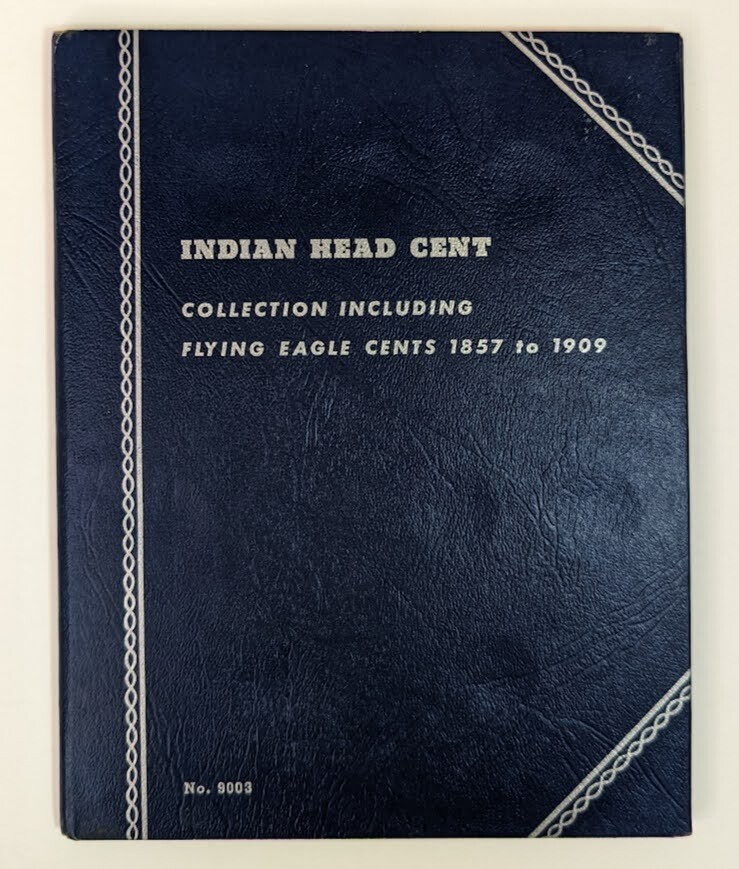 INDIAN HEAD CENT
COLLECTION INCLUDING
FLYING EAGLE CENTS 1857 to 1909
No. 9003